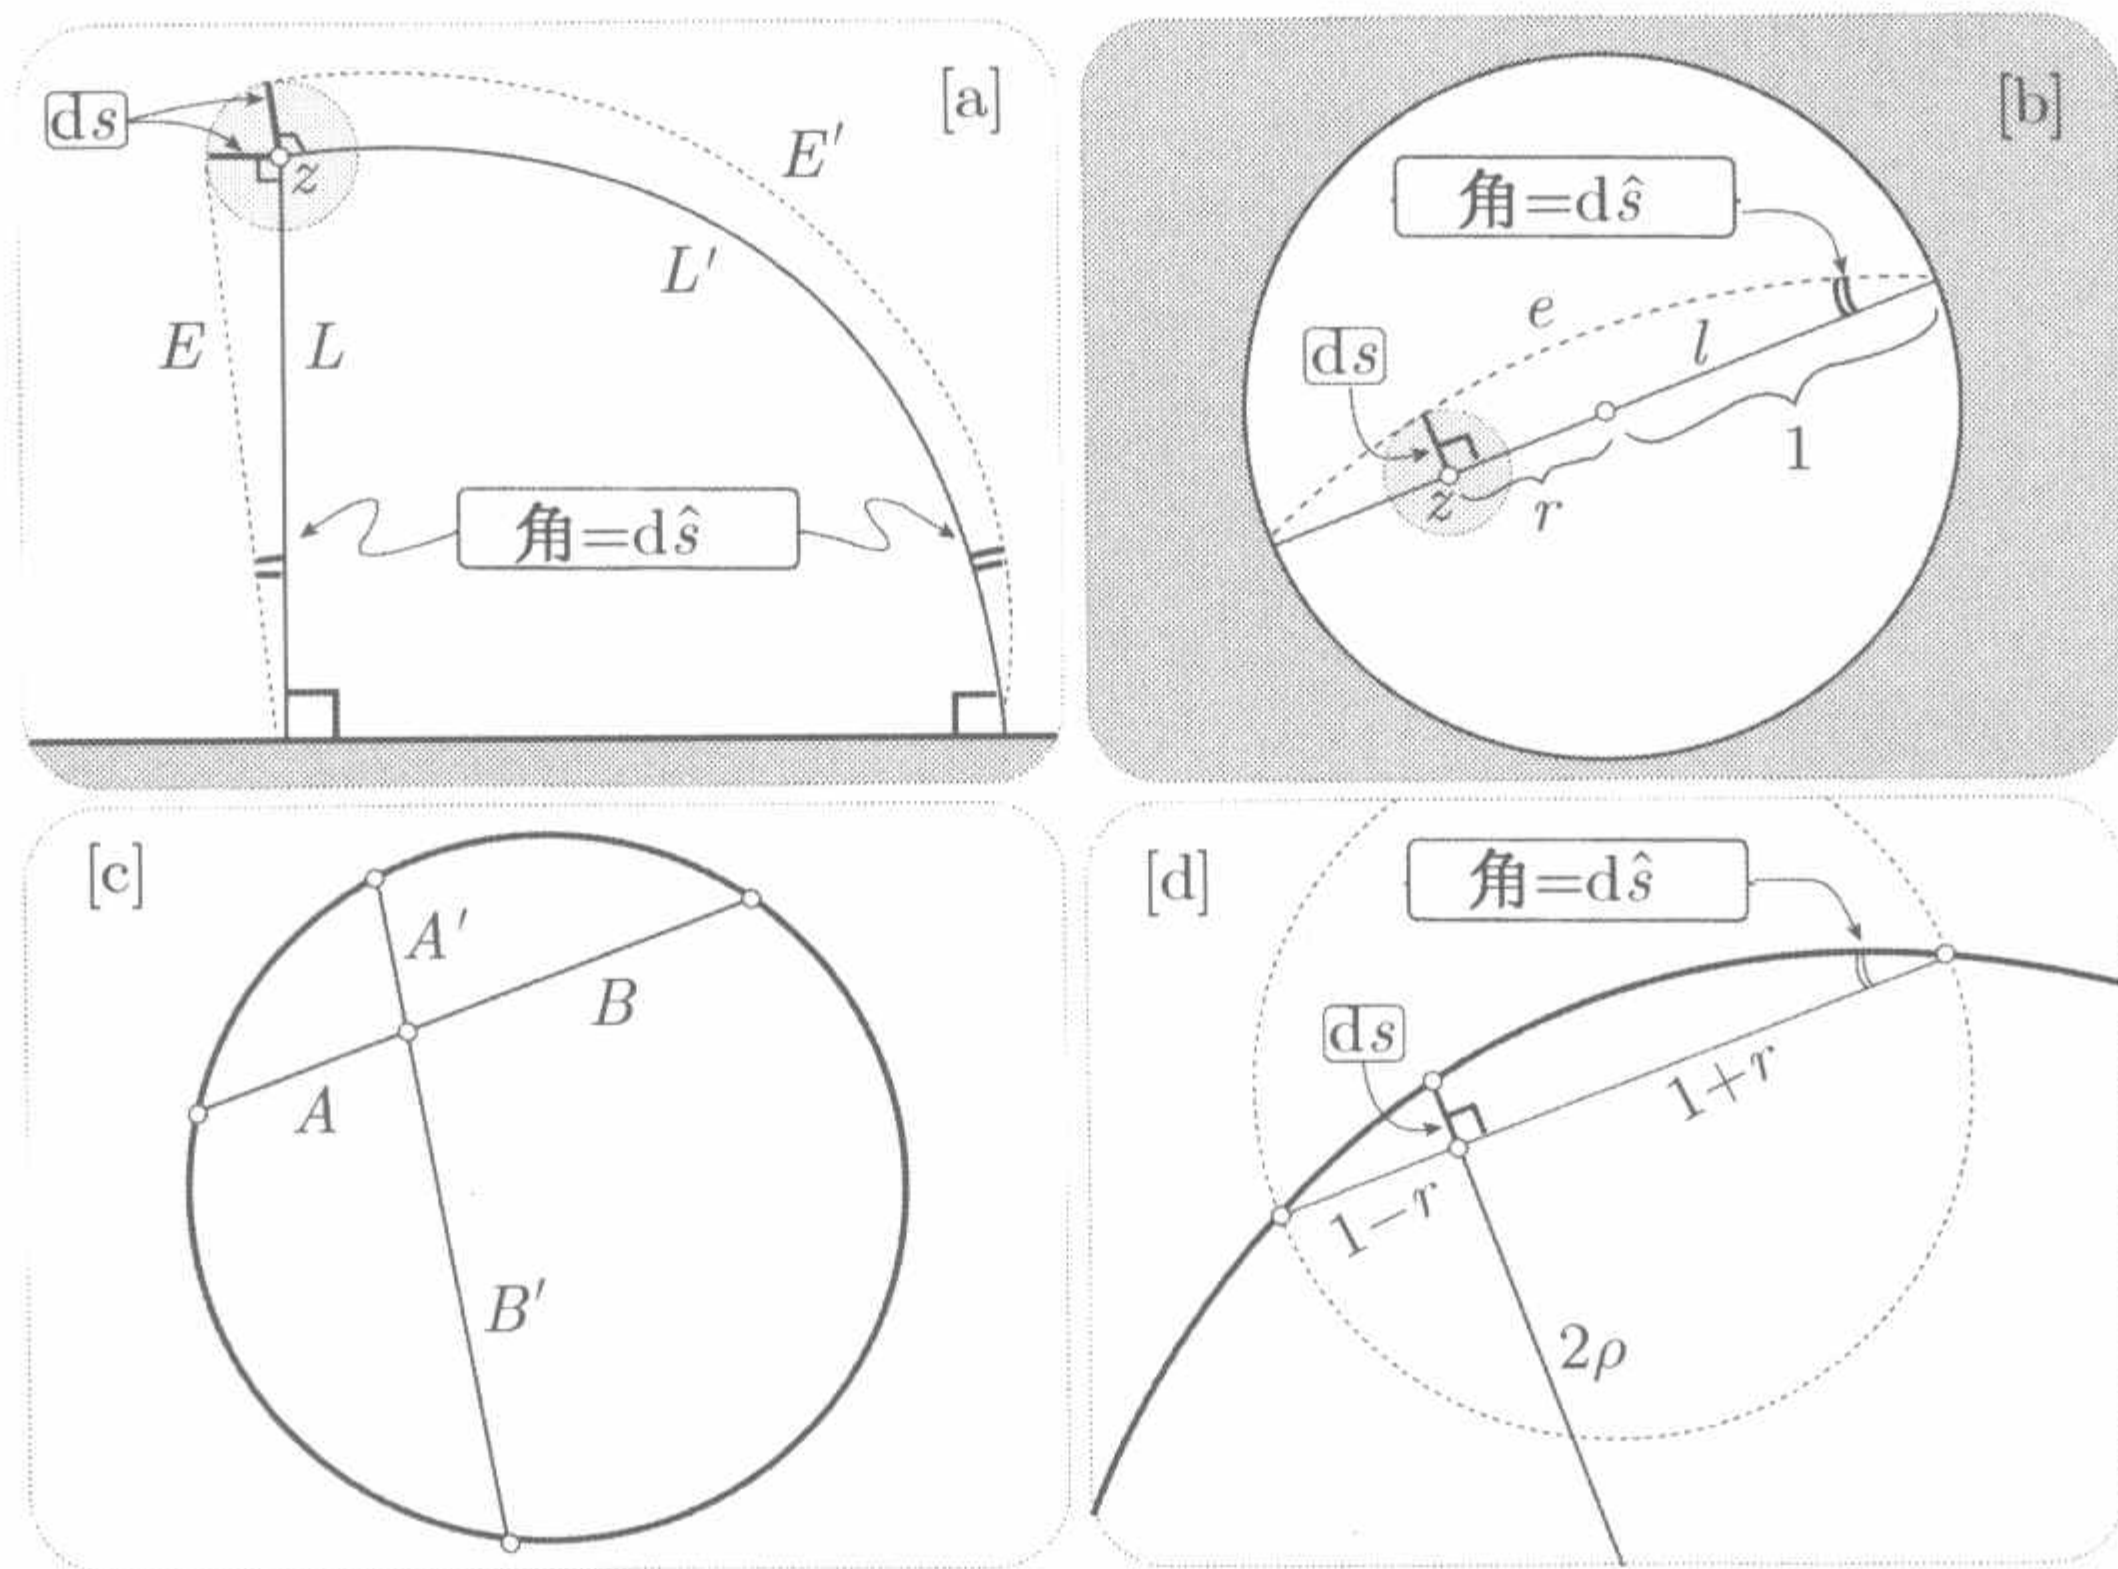 [a]
ds
z
E′
L′
E
L
角=dŝ
[b]
角=dŝ
e
l
ds
1
z
r
[c]
A′
B
A
B′
[d]
角=dŝ
ds
1+r
1−r
2ρ